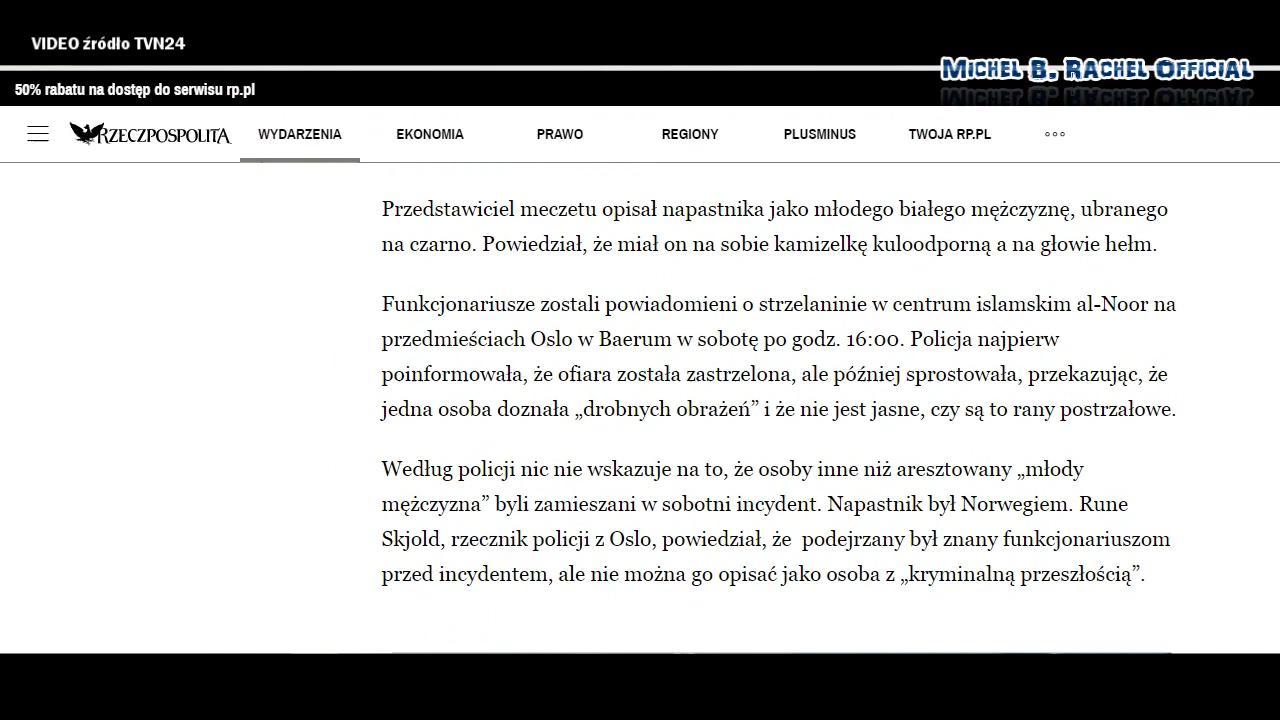 VIDEO źródło TVN24
MICHEL B. RACHEL OFFICIAL
50% rabatu na dostęp do serwisu rp.pl
RZECZPOSPOLITA WYDARZENIA EKONOMIA PRAWO REGIONY PLUSMINUS TWOJA RP.PL
Przedstawiciel meczetu opisał napastnika jako młodego białego mężczyznę, ubranego
na czarno. Powiedział, że miał on na sobie kamizelkę kuloodporną a na głowie hełm.
Funkcjonariusze zostali powiadomieni o strzelaninie w centrum islamskim al-Noor na
przedmieściach Oslo w Baerum w sobotę po godz. 16:00. Policja najpierw
poinformowała, że ofiara została zastrzelona, ale później sprostowała, przekazując, że
jedna osoba doznała „drobnych obrażeń” i że nie jest jasne, czy są to rany postrzałowe.
Według policji nic nie wskazuje na to, że osoby inne niż aresztowany „młody
mężczyzna” byli zamieszani w sobotni incydent. Napastnik był Norwegiem. Rune
Skjold, rzecznik policji z Oslo, powiedział, że podejrzany był znany funkcjonariuszom
przed incydentem, ale nie można go opisać jako osoba z „kryminalną przeszłością”.